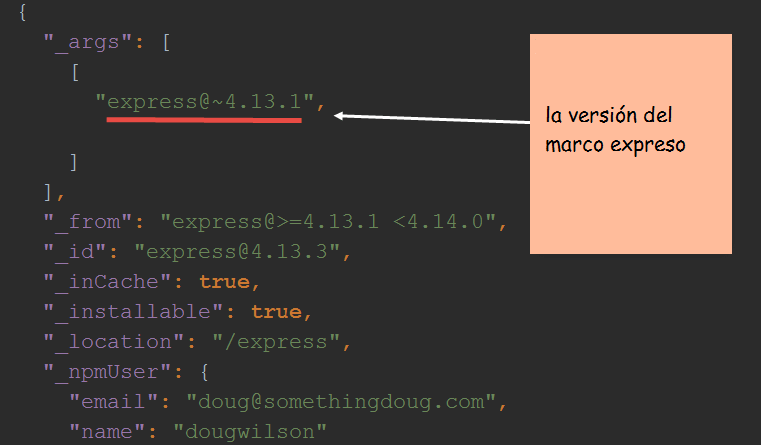 {
"_args": [
[
"express@~4.13.1",
]
],
"_from": "express@>=4.13.1 <4.14.0",
"_id": "express@4.13.3",
"_inCache": true,
"_installable": true,
"_location": "/express",
"_npmUser": {
"email": "doug@somethingdoug.com",
"name": "dougwilson"
la versión del
marco expreso